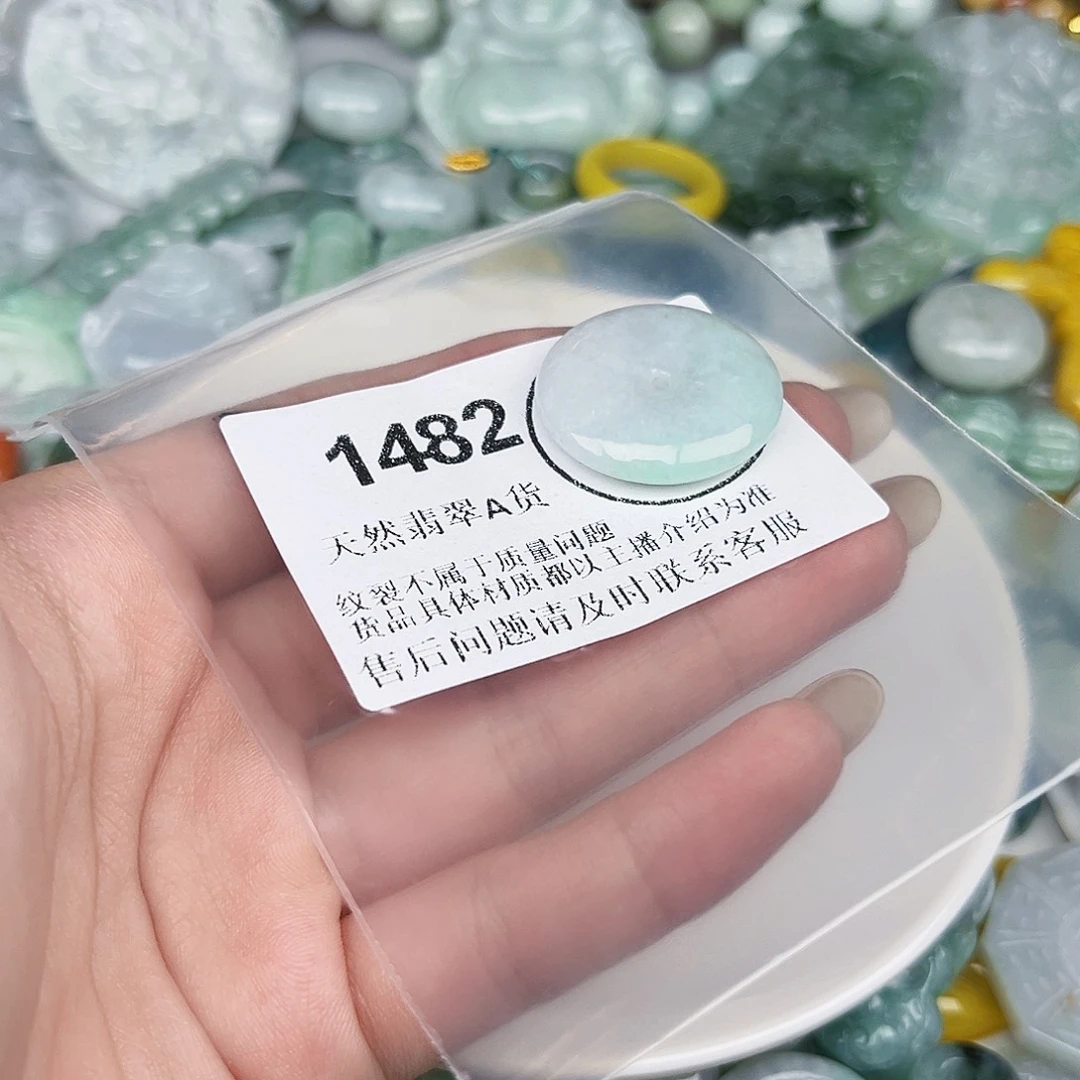 1482
天然翡翠A货
纹裂不属于质量问题
货品具体材质都以主播介绍为准
售后问题请及时联系客服